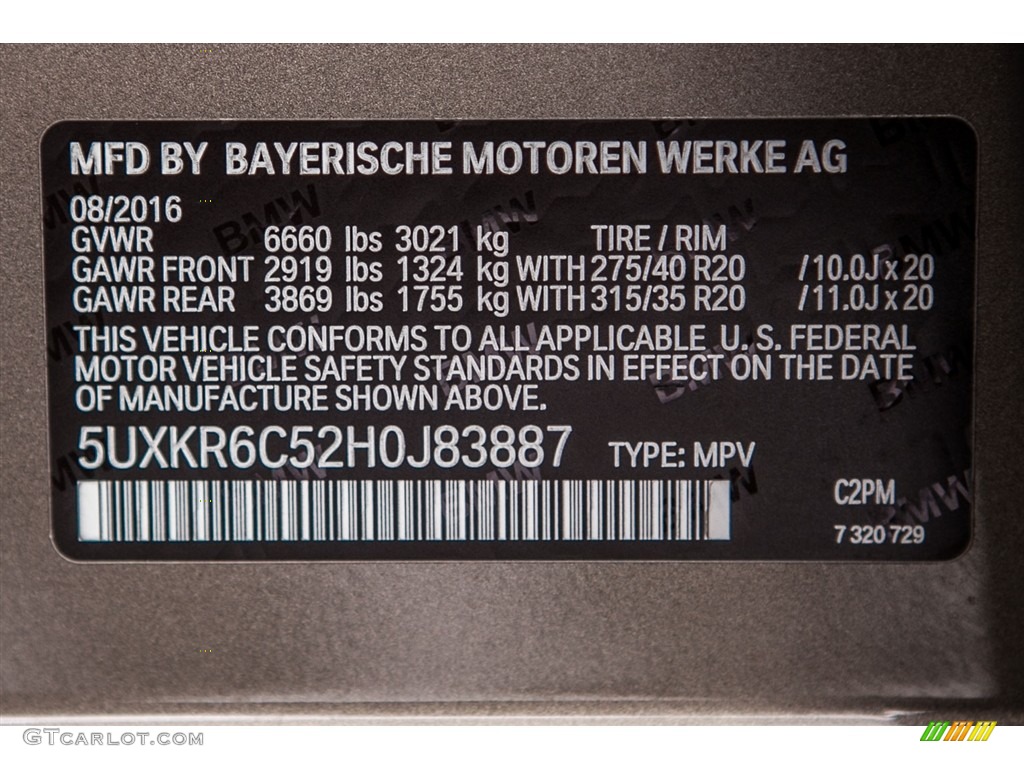 MFD BY BAYERISCHE MOTOREN WERKE AG
08/2016
GVWR 6660 lbs 3021 kg TIRE / RIM
GAWR FRONT 2919 lbs 1324 kg WITH 275/40 R20 /10.0J x 20
GAWR REAR 3869 lbs 1755 kg WITH 315/35 R20 /11.0J x 20
THIS VEHICLE CONFORMS TO ALL APPLICABLE U. S. FEDERAL
MOTOR VEHICLE SAFETY STANDARDS IN EFFECT ON THE DATE
OF MANUFACTURE SHOWN ABOVE.
5UXKR6C52H0J83887 TYPE: MPV
C2PM
7 320 729
GTCarLot.com